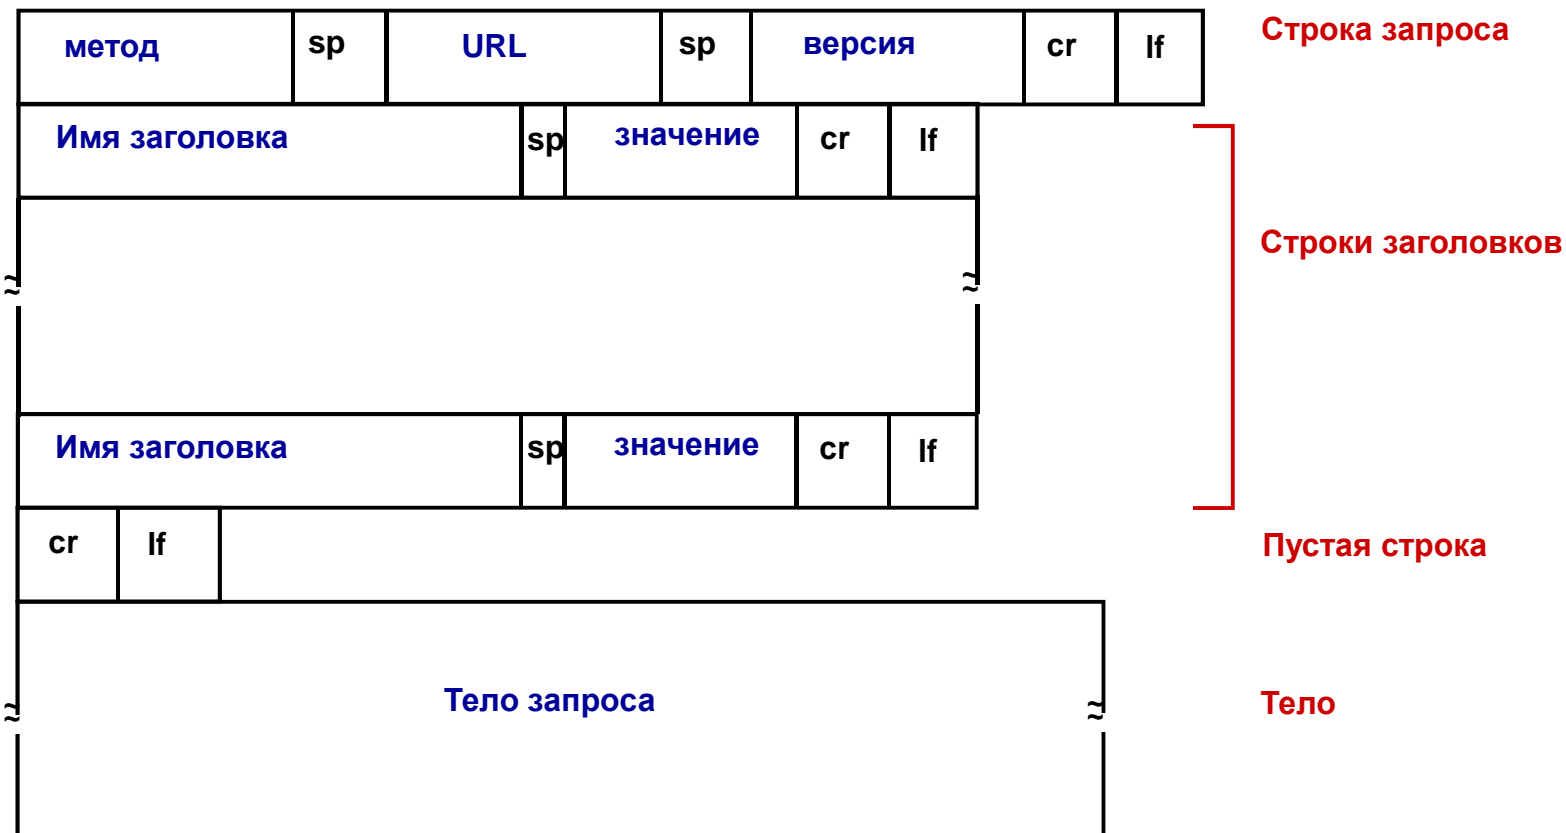 метод sp URL sp версия cr lf Строка запроса
Имя заголовка sp значение cr lf
Строки заголовков
≈ ≈
Имя заголовка sp значение cr lf
cr lf Пустая строка
≈ Тело запроса ≈ Тело